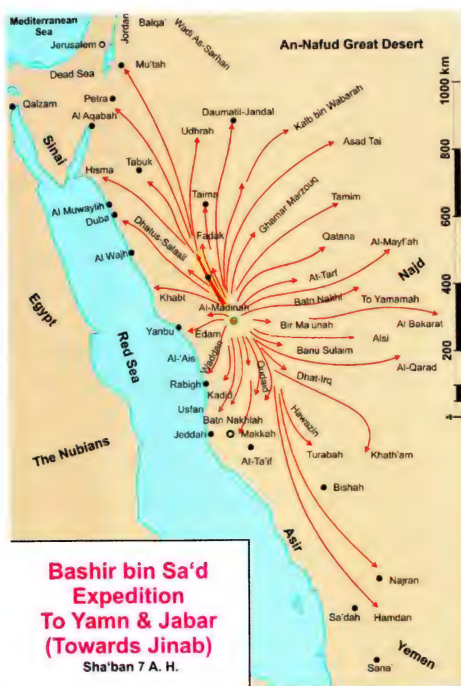 Mediterranean
Sea
Jordan
Balqa'
Wadi As-Sarhan
An-Nafud Great Desert
Jerusalem
Dead Sea
Mu'tah
Petra
Qalzam
Al Aqabah
Daumatil-Jandal
Kalb bin Wabarah
Udhrah
Sinai
Asad Tai
Tabuk
Hisma
Taima
Ghamar Marzouq
Tamim
Al Muwaylih
Duba
Fadak
Dhatus-Salasil
Qatana
Al-Mayf'ah
Al Wajh
Najd
At-Tarf
Khabt
Batn Nakhl
To Yamamah
Al-Madinah
Egypt
Red Sea
Yanbu
Edam
Bir Ma'unah
Al Bakarat
Waddan
Banu Sulaim
Alsi
Al-'Ais
Qudaid
Dhat-Irq
Al-Qarad
Rabigh
Kadid
Usfan
Batn Nakhlah
Hawazin
Jeddah
Makkah
The Nubians
At-Ta'if
Turabah
Khath'am
Bishah
Asir
Najran
Sa'dah
Hamdan
Yemen
Sana'
1000 km
800
600
400
200
Bashir bin Sa'd
Expedition
To Yamn & Jabar
(Towards Jinab)
Sha'ban 7 A. H.